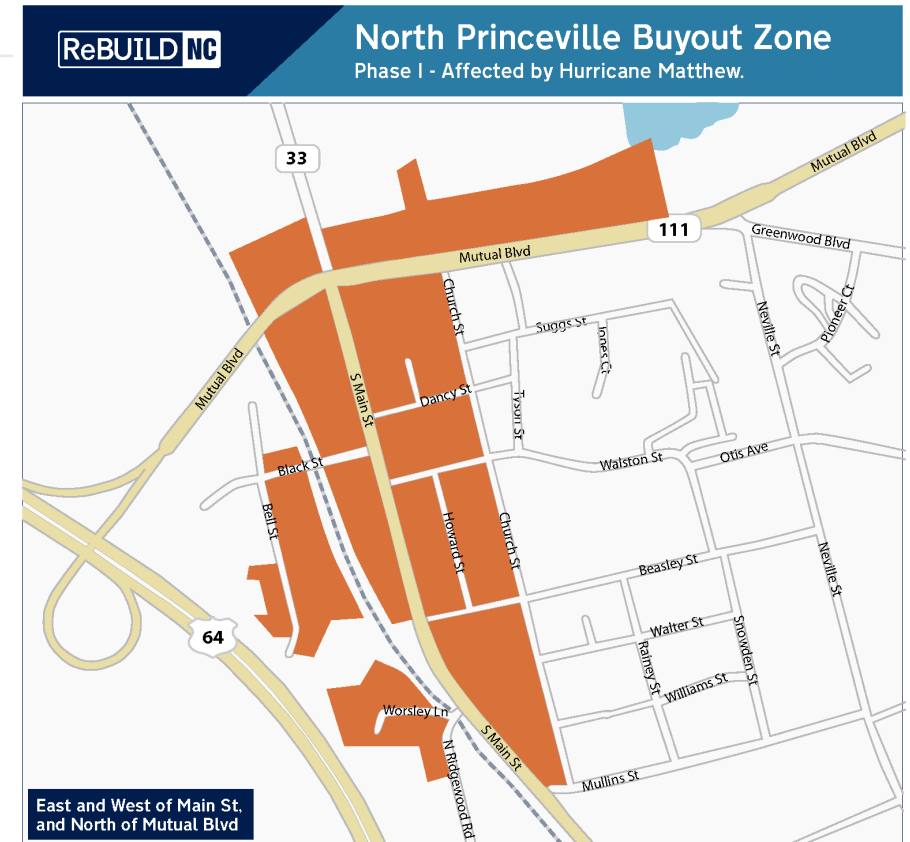 ReBUILD NC
North Princeville Buyout Zone
Phase I - Affected by Hurricane Matthew.
33
Mutual Blvd
111
Greenwood Blvd
Mutual Blvd
Church St
Suggs St
Jones Ct
Neville St
Pioneer Ct
Mutual Blvd
S Main St
Dancy St
Tyson St
Black St
Walston St
Otis Ave
Bell St
Howard St
Church St
Beasley St
Neville St
64
Walter St
Snowden St
Rainey St
Williams St
Worsley Ln
S Main St
N Ridgewood Rd
Mullins St
East and West of Main St,
and North of Mutual Blvd